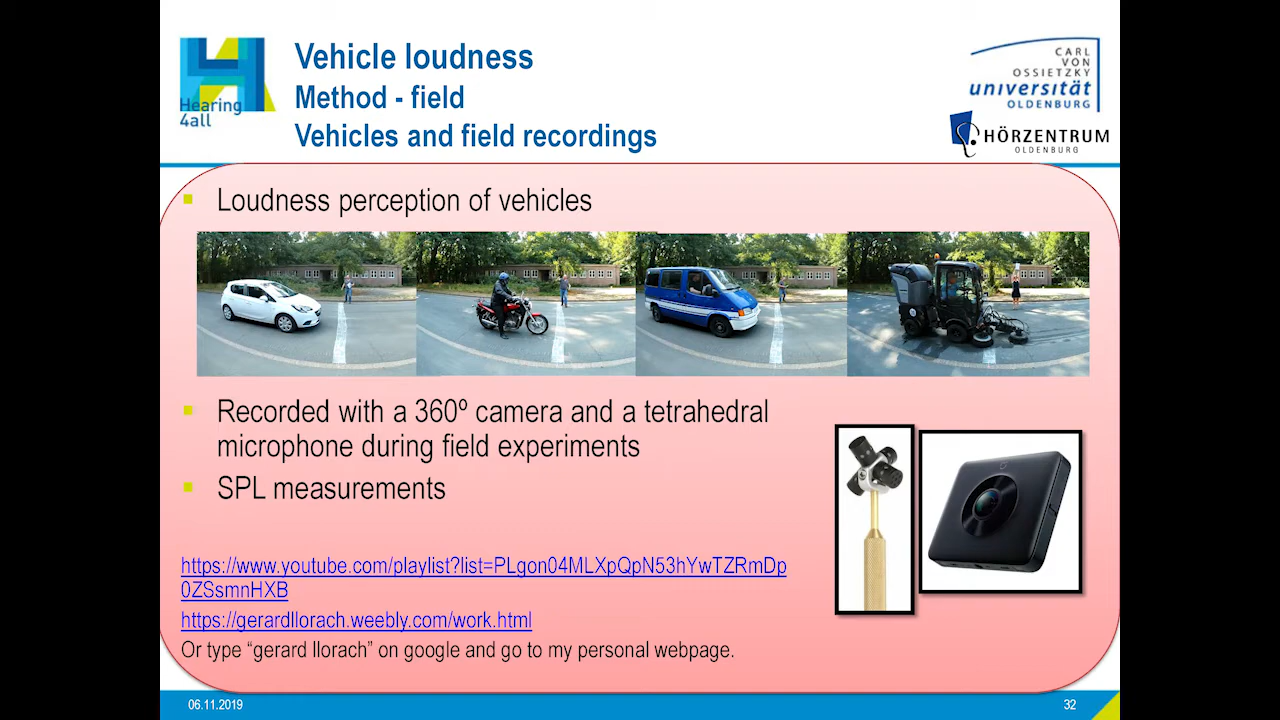 Vehicle loudness
Method - field
Vehicles and field recordings
Hearing
4all
CARL
VON
OSSIETZKY
universität
OLDENBURG
HÖRZENTRUM
OLDENBURG
Loudness perception of vehicles
Recorded with a 360º camera and a tetrahedral
microphone during field experiments
SPL measurements
https://www.youtube.com/playlist?list=PLgon04MLXpQpN53hYwTZRmDp
0ZSsmnHXB
https://gerardllorach.weebly.com/work.html
Or type “gerard llorach” on google and go to my personal webpage.
06.11.2019
32